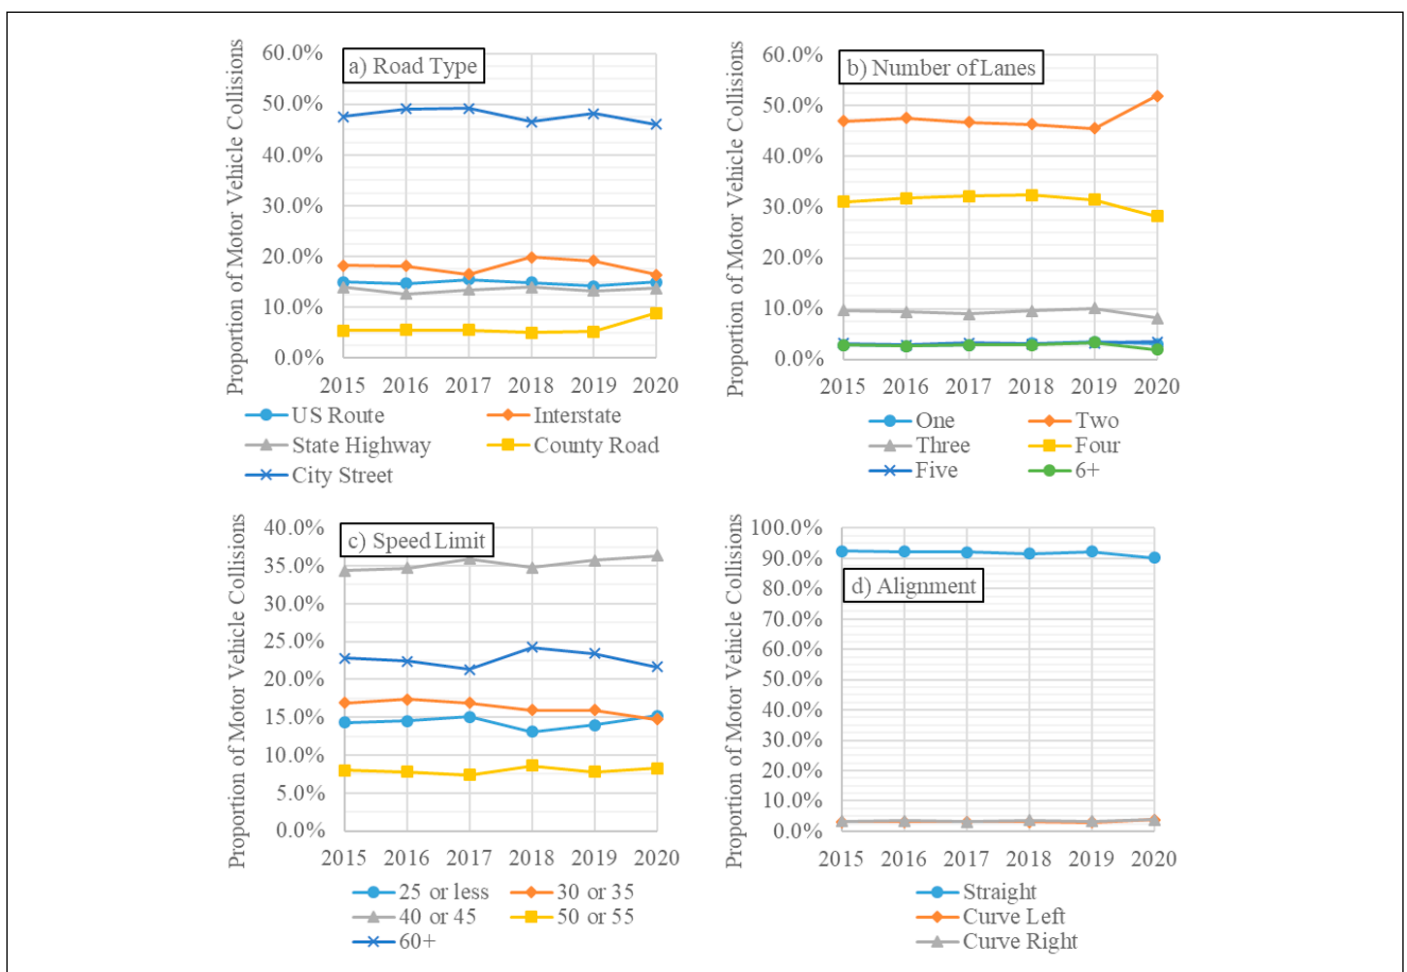 a) Road Type
Proportion of Motor Vehicle Collisions
60.0%
50.0%
40.0%
30.0%
20.0%
10.0%
0.0%
2015 2016 2017 2018 2019 2020
US Route Interstate
State Highway County Road
City Street
b) Number of Lanes
Proportion of Motor Vehicle Collisions
60.0%
50.0%
40.0%
30.0%
20.0%
10.0%
0.0%
2015 2016 2017 2018 2019 2020
One Two
Three Four
Five 6+
c) Speed Limit
Proportion of Motor Vehicle Collisions
40.0%
35.0%
30.0%
25.0%
20.0%
15.0%
10.0%
5.0%
0.0%
2015 2016 2017 2018 2019 2020
25 or less 30 or 35
40 or 45 50 or 55
60+
d) Alignment
Proportion of Motor Vehicle Collisions
100.0%
90.0%
80.0%
70.0%
60.0%
50.0%
40.0%
30.0%
20.0%
10.0%
0.0%
2015 2016 2017 2018 2019 2020
Straight
Curve Left
Curve Right